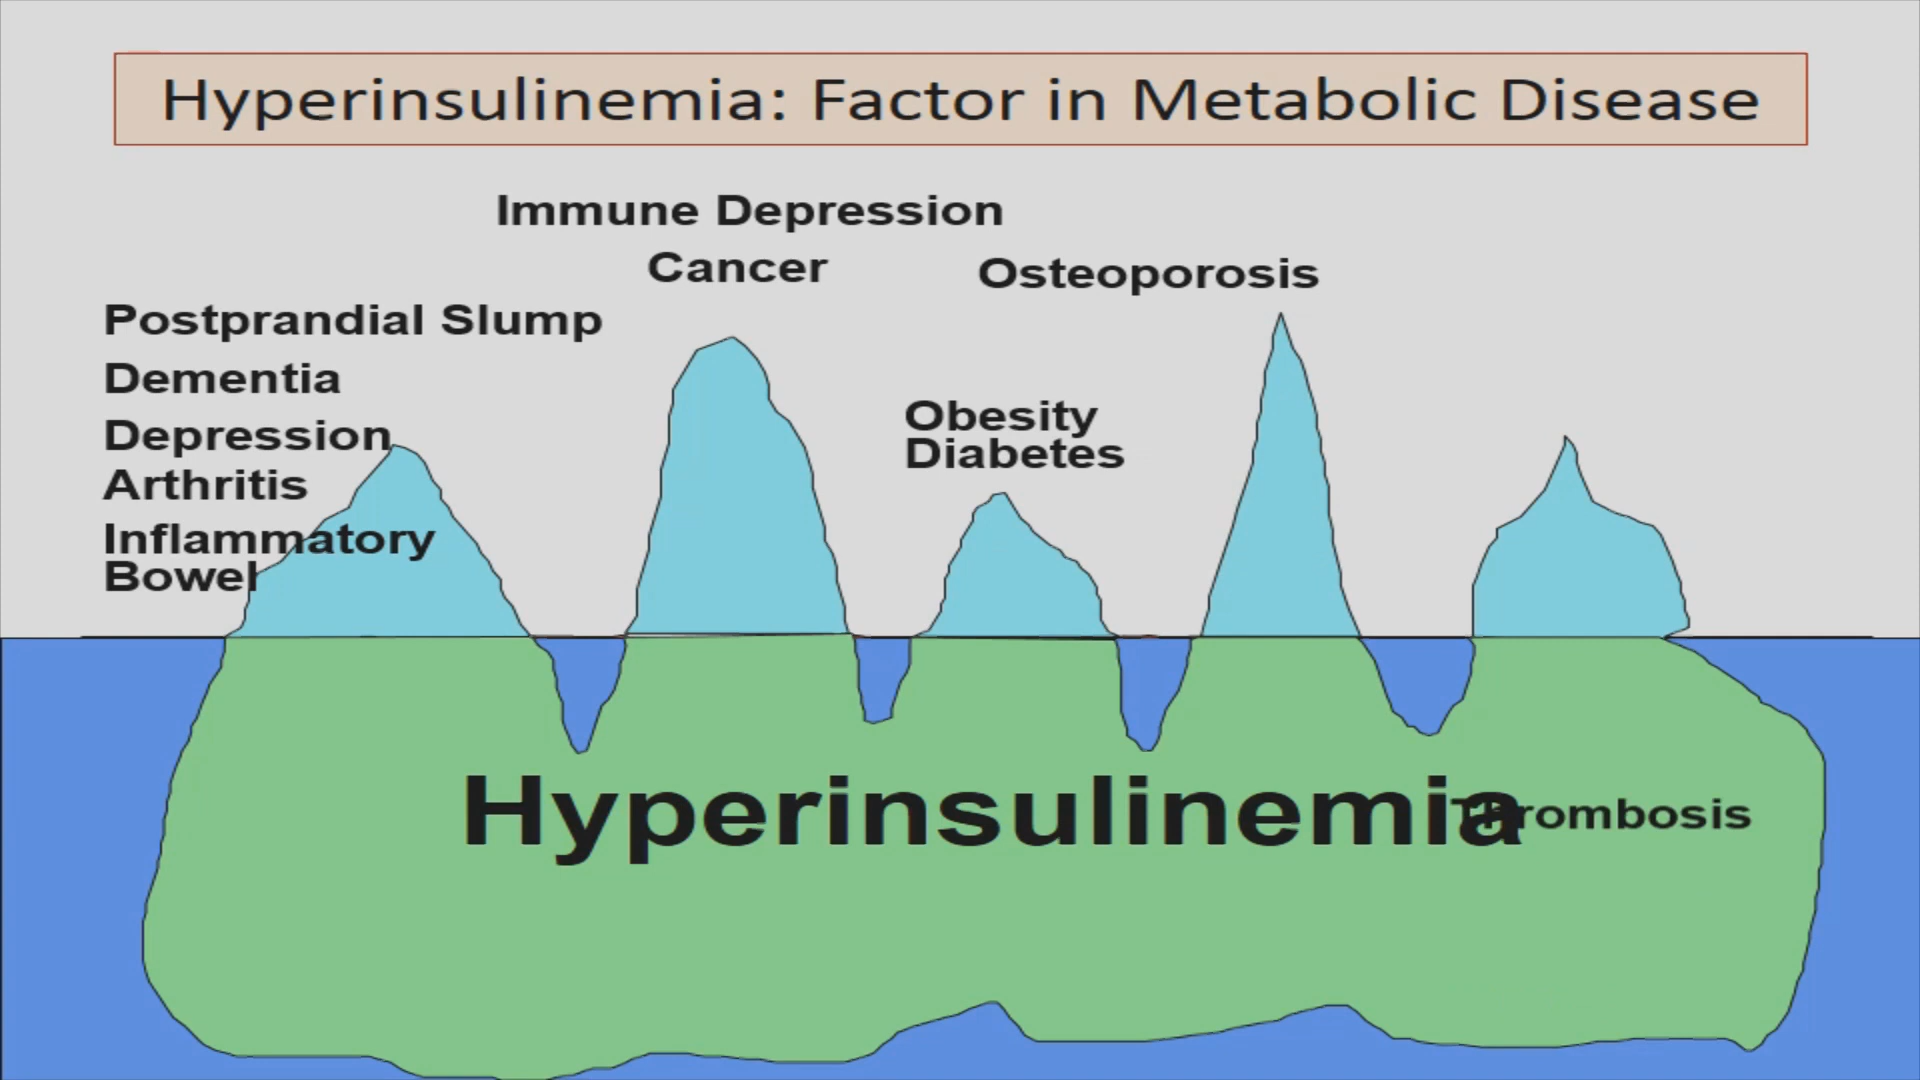 Hyperinsulinemia: Factor in Metabolic Disease
Immune Depression
Cancer
Osteoporosis
Postprandial Slump
Dementia
Depression
Arthritis
Inflammatory
Bowel
Obesity
Diabetes
Hyperinsulinemia
Thrombosis